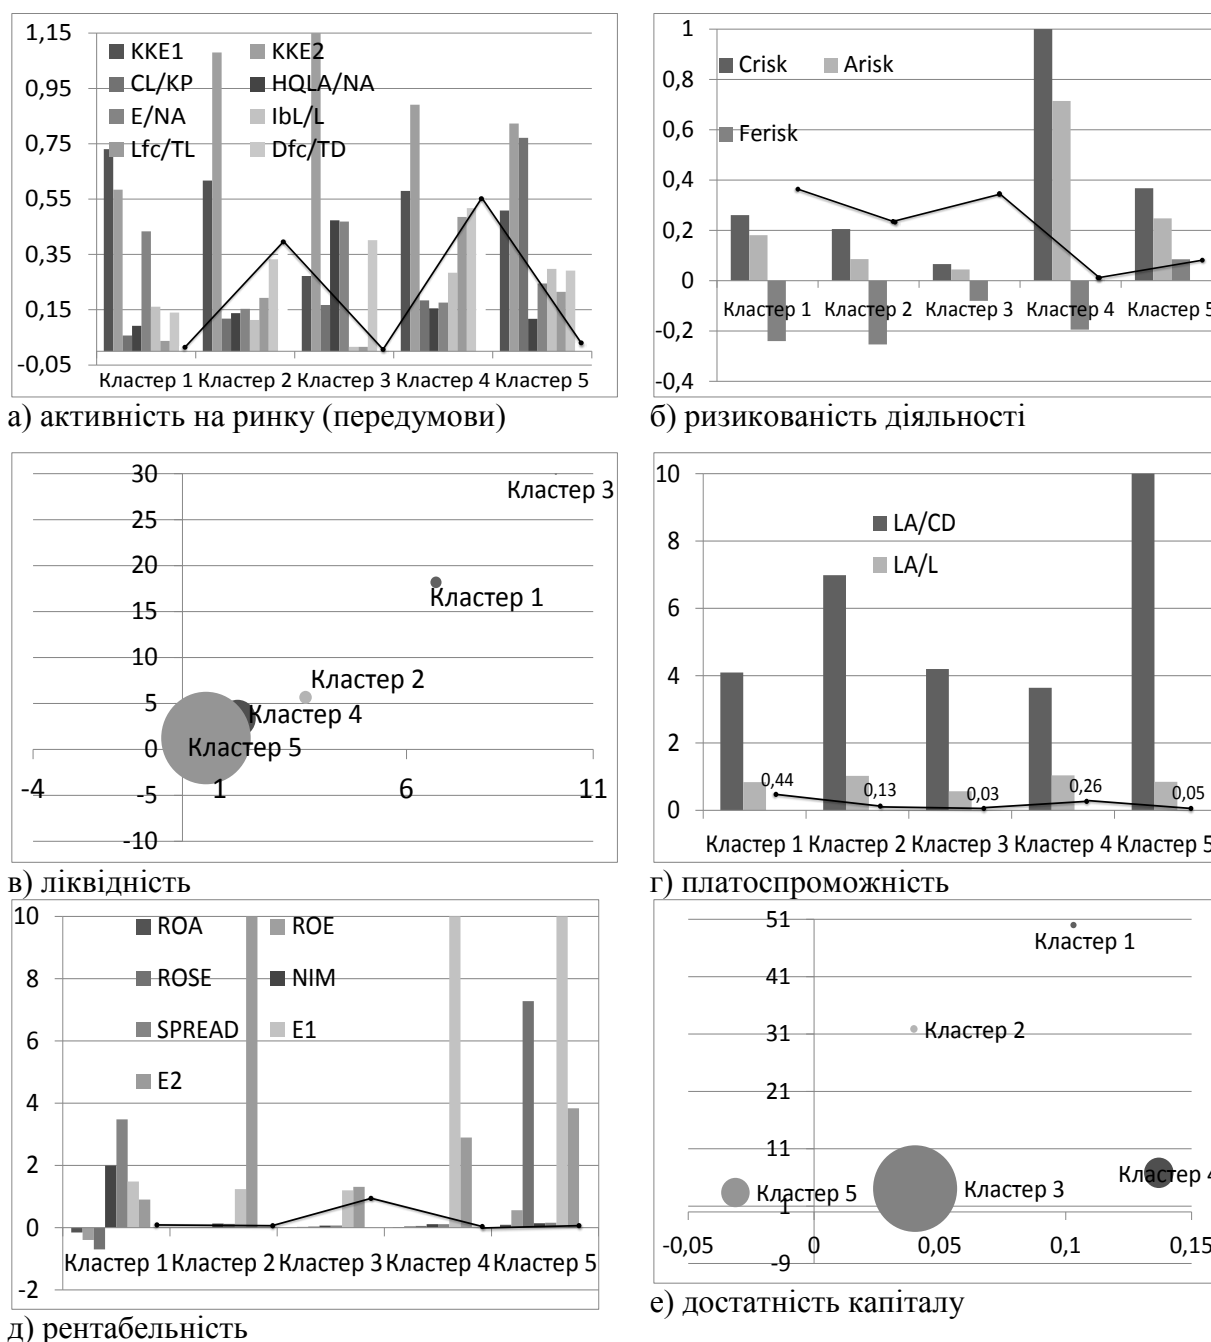 1,15
0,95
0,75
0,55
0,35
0,15
-0,05
KKE1 KKE2
CL/KP HQLA/NA
E/NA IbL/L
Lfc/TL Dfc/TD
Кластер 1 Кластер 2 Кластер 3 Кластер 4 Кластер 5
а) активність на ринку (передумови)
1
0,8
0,6
0,4
0,2
0
-0,2
-0,4
Crisk Arisk
Ferisk
Кластер 1 Кластер 2 Кластер 3 Кластер 4 Кластер 5
б) ризикованість діяльності
30
25
20
15
10
5
0
-5
-10
-4 1 6 11
Кластер 3
Кластер 1
Кластер 2
Кластер 4
Кластер 5
в) ліквідність
10
8
6
4
2
0
LA/CD
LA/L
0,44 0,13 0,03 0,26 0,05
Кластер 1 Кластер 2 Кластер 3 Кластер 4 Кластер 5
г) платоспроможність
10
8
6
4
2
0
-2
ROA ROE
ROSE NIM
SPREAD E1
E2
Кластер 1 Кластер 2 Кластер 3 Кластер 4 Кластер 5
д) рентабельність
51
41
31
21
11
1
-9
-0,05 0 0,05 0,1 0,15
Кластер 1
Кластер 2
Кластер 4
Кластер 5 Кластер 3
е) достатність капіталу